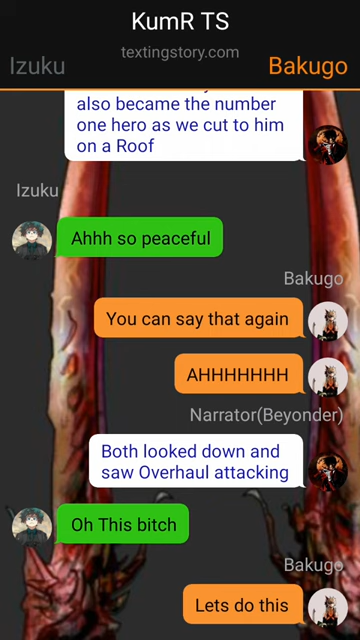 KumR TS
textingstory.com
Izuku
Bakugo
also became the number
one hero as we cut to him
on a Roof
Izuku
Ahhh so peaceful
Bakugo
You can say that again
AHHHHHHH
Narrator(Beyonder)
Both looked down and
saw Overhaul attacking
Oh This bitch
Bakugo
Lets do this